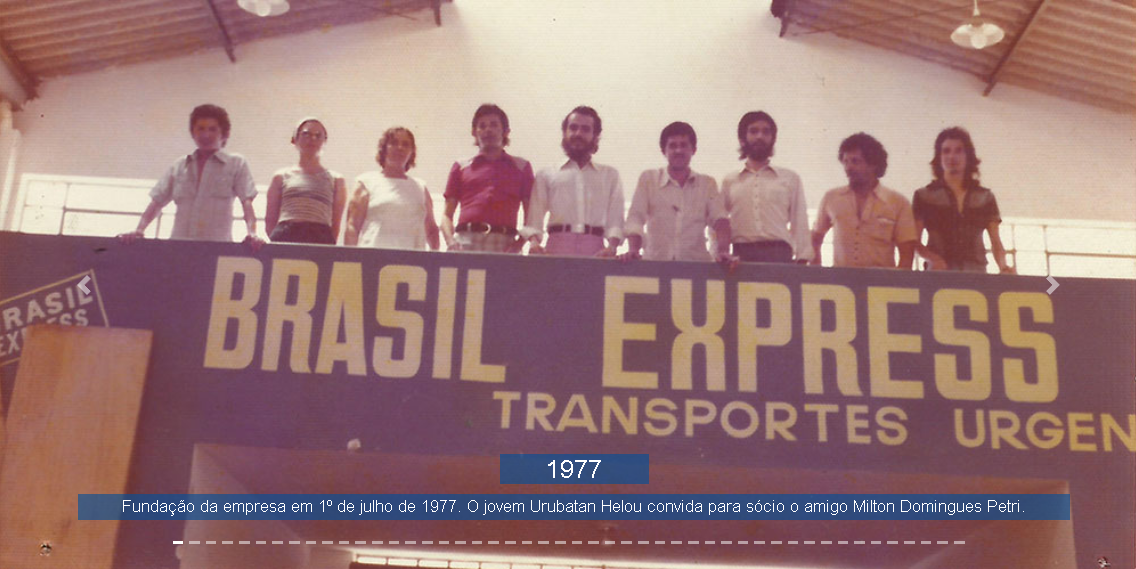 BRASIL EXPRESS
TRANSPORTES URGEN
BRASIL
EXPRESS
1977
Fundação da empresa em 1º de julho de 1977. O jovem Urubatan Helou convida para sócio o amigo Milton Domingues Petri.